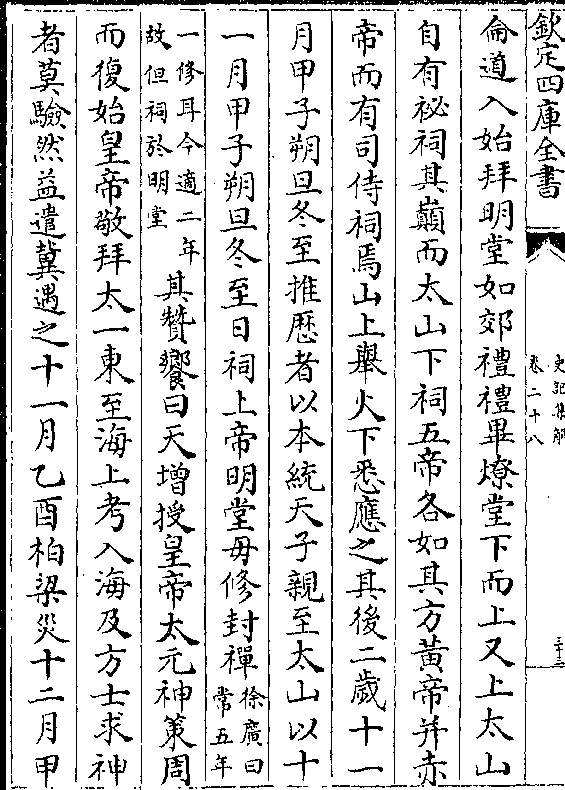 欽定四庫全書
史記集解
卷二十八
三十三
侖道入始拜明堂如郊禮禮畢燎堂下而上又上太山
自有祕祠其巔而太山下祠五帝各如其方黃帝并赤
帝而有司侍祠焉山上舉火下悉應之其後二歲十一
月甲子朔旦冬至推厯者以本統天子親至太山以十
一月甲子朔旦冬至日祠上帝明堂毋修封禪徐廣曰常五年
一修耳今適二年故但祠於明堂其贊饗曰天增授皇帝太元神策周
而復始皇帝敬拜太一東至海上考入海及方士求神
者莫驗然益遣冀遇之十一月乙酉柏梁災十二月甲